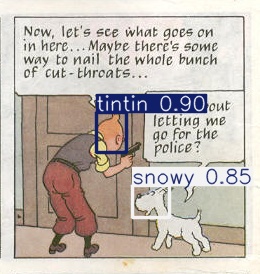 Now, let's see what goes on
in here... Maybe there's some
way to nail the whole bunch
of cut-throats...
tintin 0.90
out
letting me
go for the
police?
snowy 0.85